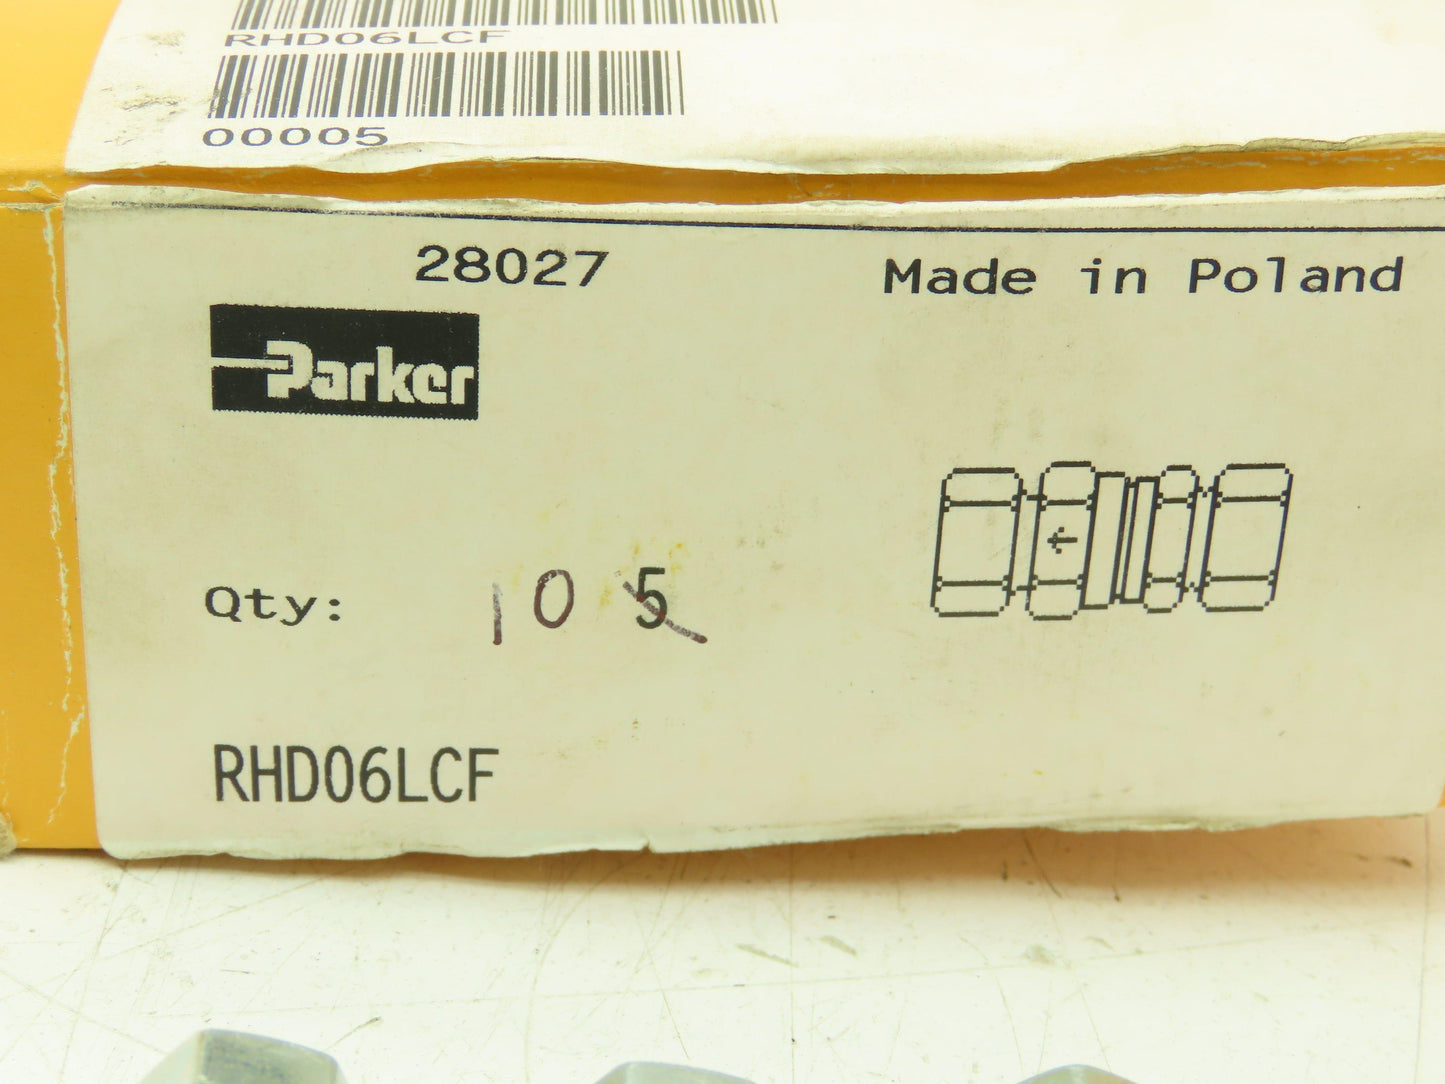 RHD06LCF
00005
28027
Made in Poland
Parker
Qty: 10 5
RHD06LCF